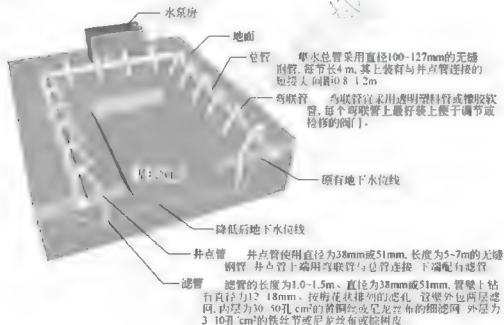 水泵房
地面
总管 集水总管采用直径100~127mm的无缝
钢管,每节长4m,其上装有与井点管连接的
短接头,间距0.8~1.2m
弯联管 弯联管宜采用透明塑料管或橡胶软
管,每个弯联管上最好装上便于调节或
检修的阀门。
原有地下水位线
降低后地下水位线
井点管 井点管使用直径为38mm或51mm,长度为5~7m的无缝
钢管 井点管上端用弯联管与总管连接 下端配有滤管
滤管 滤管的长度为1.0~1.5m、直径为38mm或51mm,管壁上钻
有直径为12~18mm、按梅花状排列的滤孔 管壁外包两层滤
网,内层为30~50孔/cm²的黄铜丝或尼龙丝布的细滤网 外层为
3~10孔/cm²的铁丝布或尼龙丝布或棕树皮